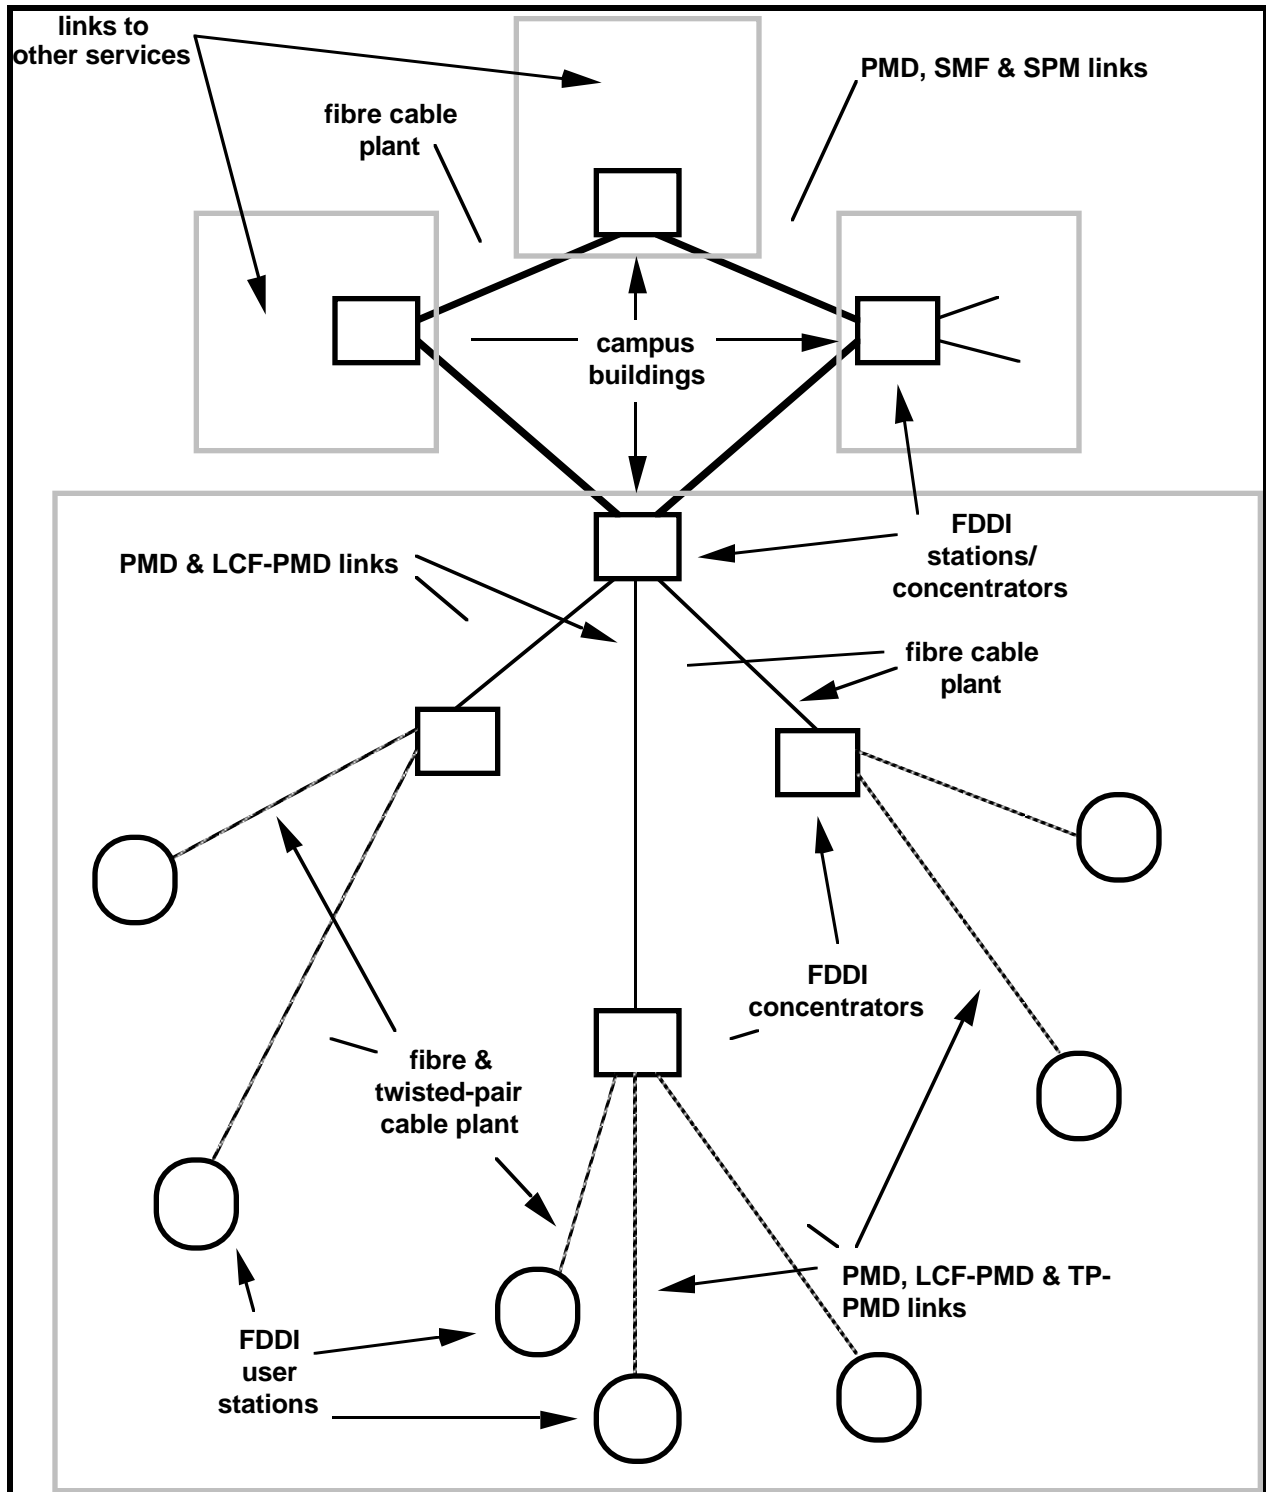 links to
other services
PMD, SMF & SPM links
fibre cable
plant
campus
buildings
FDDI
stations/
concentrators
PMD & LCF-PMD links
fibre cable
plant
FDDI
concentrators
fibre &
twisted-pair
cable plant
PMD, LCF-PMD & TP-
PMD links
FDDI
user
stations